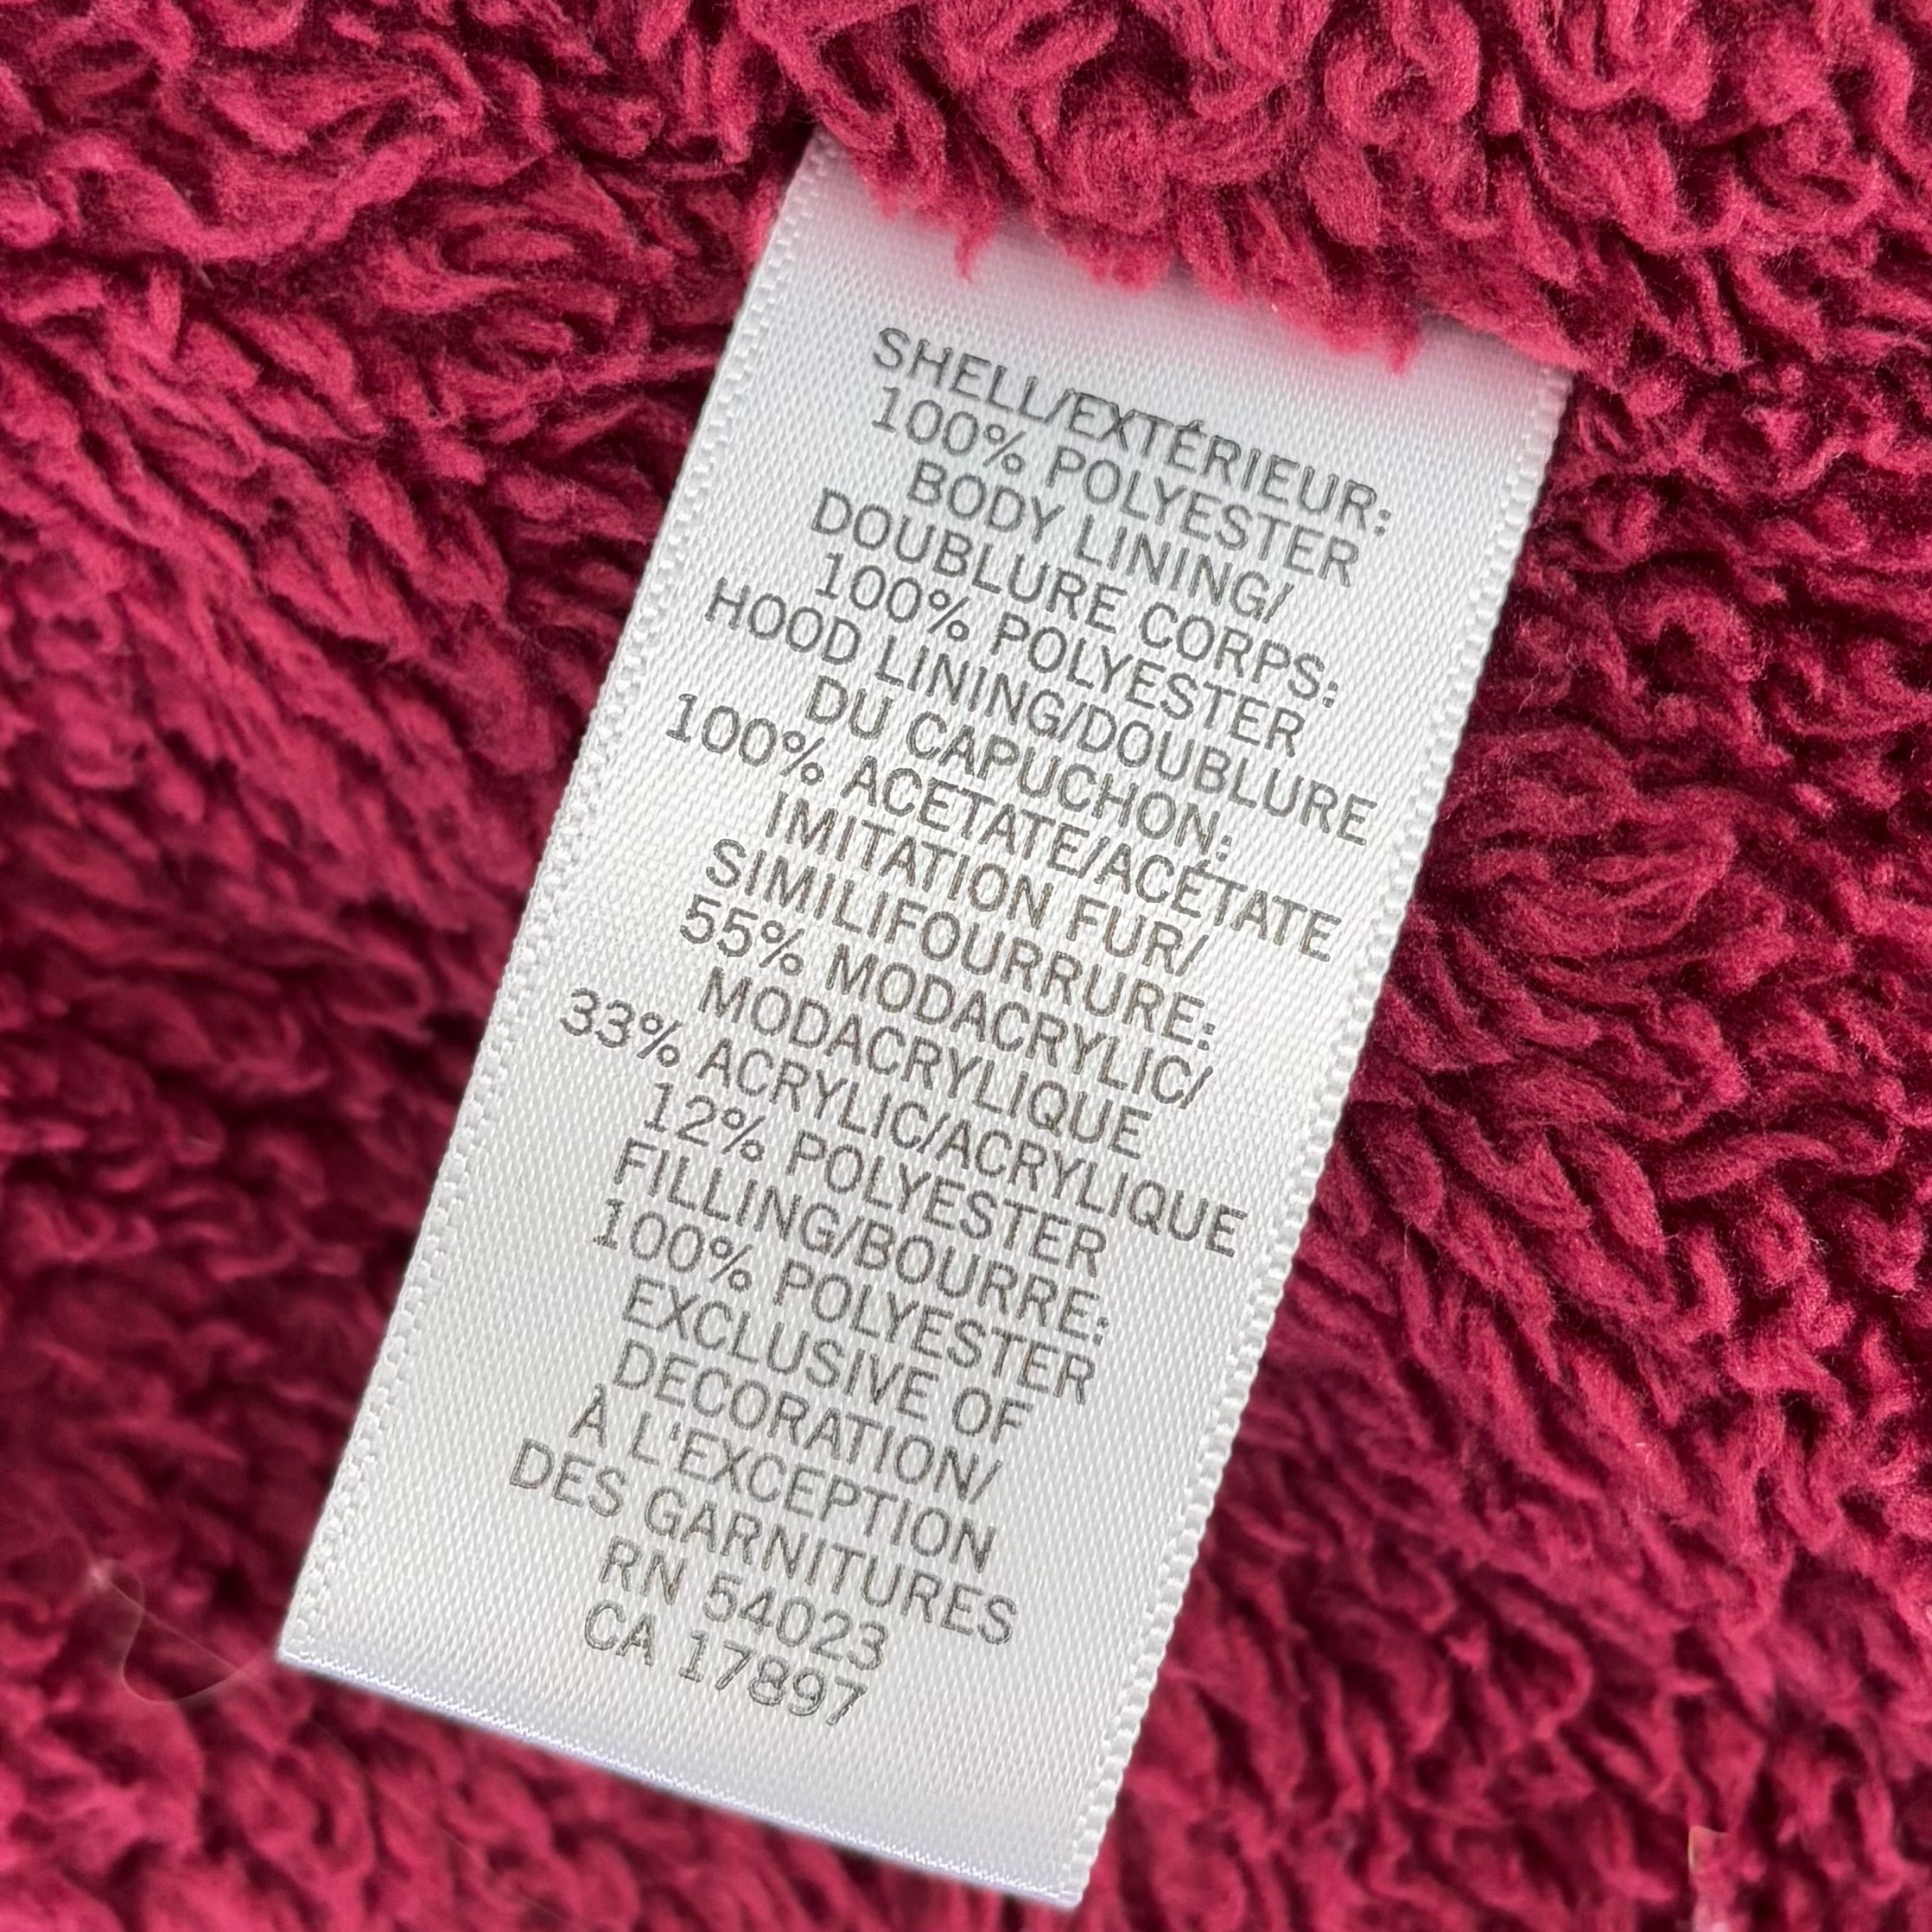 SHELL/EXTÉRIEUR:
100% POLYESTER
BODY LINING/
DOUBLURE CORPS:
100% POLYESTER
HOOD LINING/DOUBLURE
DU CAPUCHON:
100% ACETATE/ACÉTATE
IMITATION FUR/
SIMILIFOURRURE:
55% MODACRYLIC/
MODACRYLIQUE
33% ACRYLIC/ACRYLIQUE
12% POLYESTER
FILLING/BOURRE:
100% POLYESTER
EXCLUSIVE OF
DECORATION/
À L'EXCEPTION
DES GARNITURES
RN 54023
CA 17897